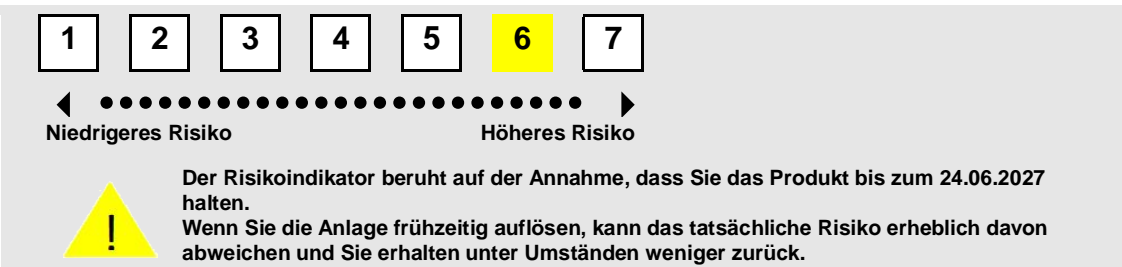 1 2 3 4 5 6 7
Niedrigeres Risiko Höheres Risiko
Der Risikoindikator beruht auf der Annahme, dass Sie das Produkt bis zum 24.06.2027
halten.
Wenn Sie die Anlage frühzeitig auflösen, kann das tatsächliche Risiko erheblich davon
abweichen und Sie erhalten unter Umständen weniger zurück.
!